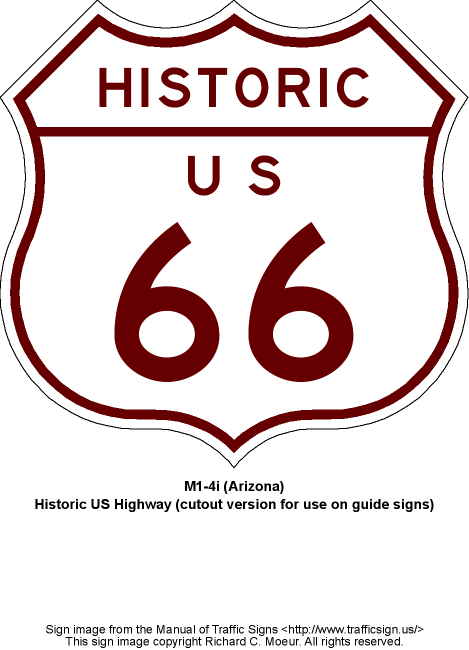 HISTORIC
U S
66
M1-4i (Arizona)
Historic US Highway (cutout version for use on guide signs)
Sign image from the Manual of Traffic Signs <http://www.trafficsign.us/>
This sign image copyright Richard C. Moeur. All rights reserved.